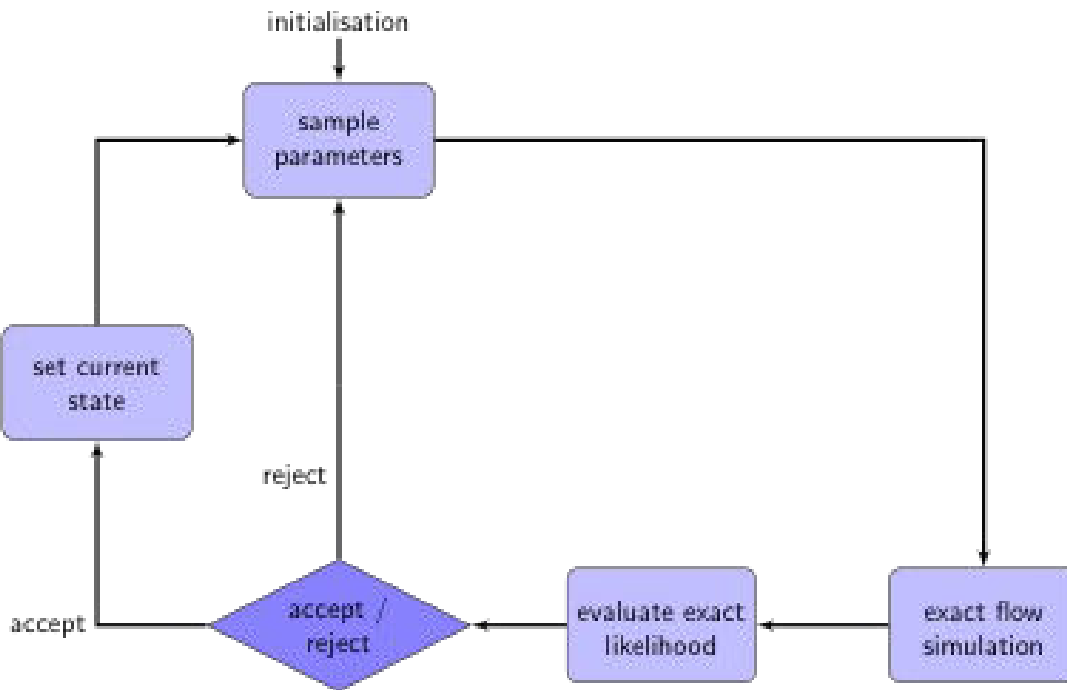 initialisation
sample
parameters
set current
state
reject
accept
accept /
reject
evaluate exact
likelihood
exact flow
simulation